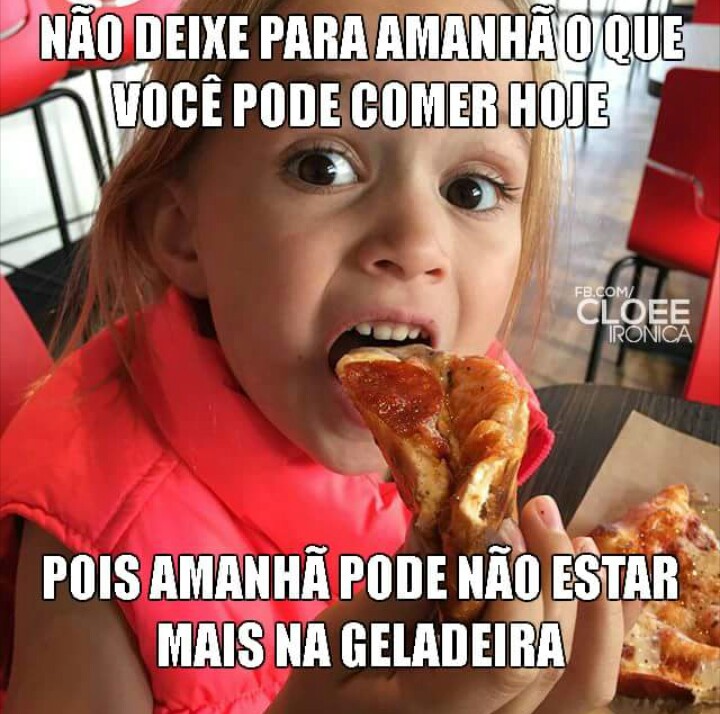 NÃO DEIXE PARA AMANHÃ O QUE
VOCÊ PODE COMER HOJE
FB.COM/
CLOEE
IRONICA
POIS AMANHÃ PODE NÃO ESTAR
MAIS NA GELADEIRA